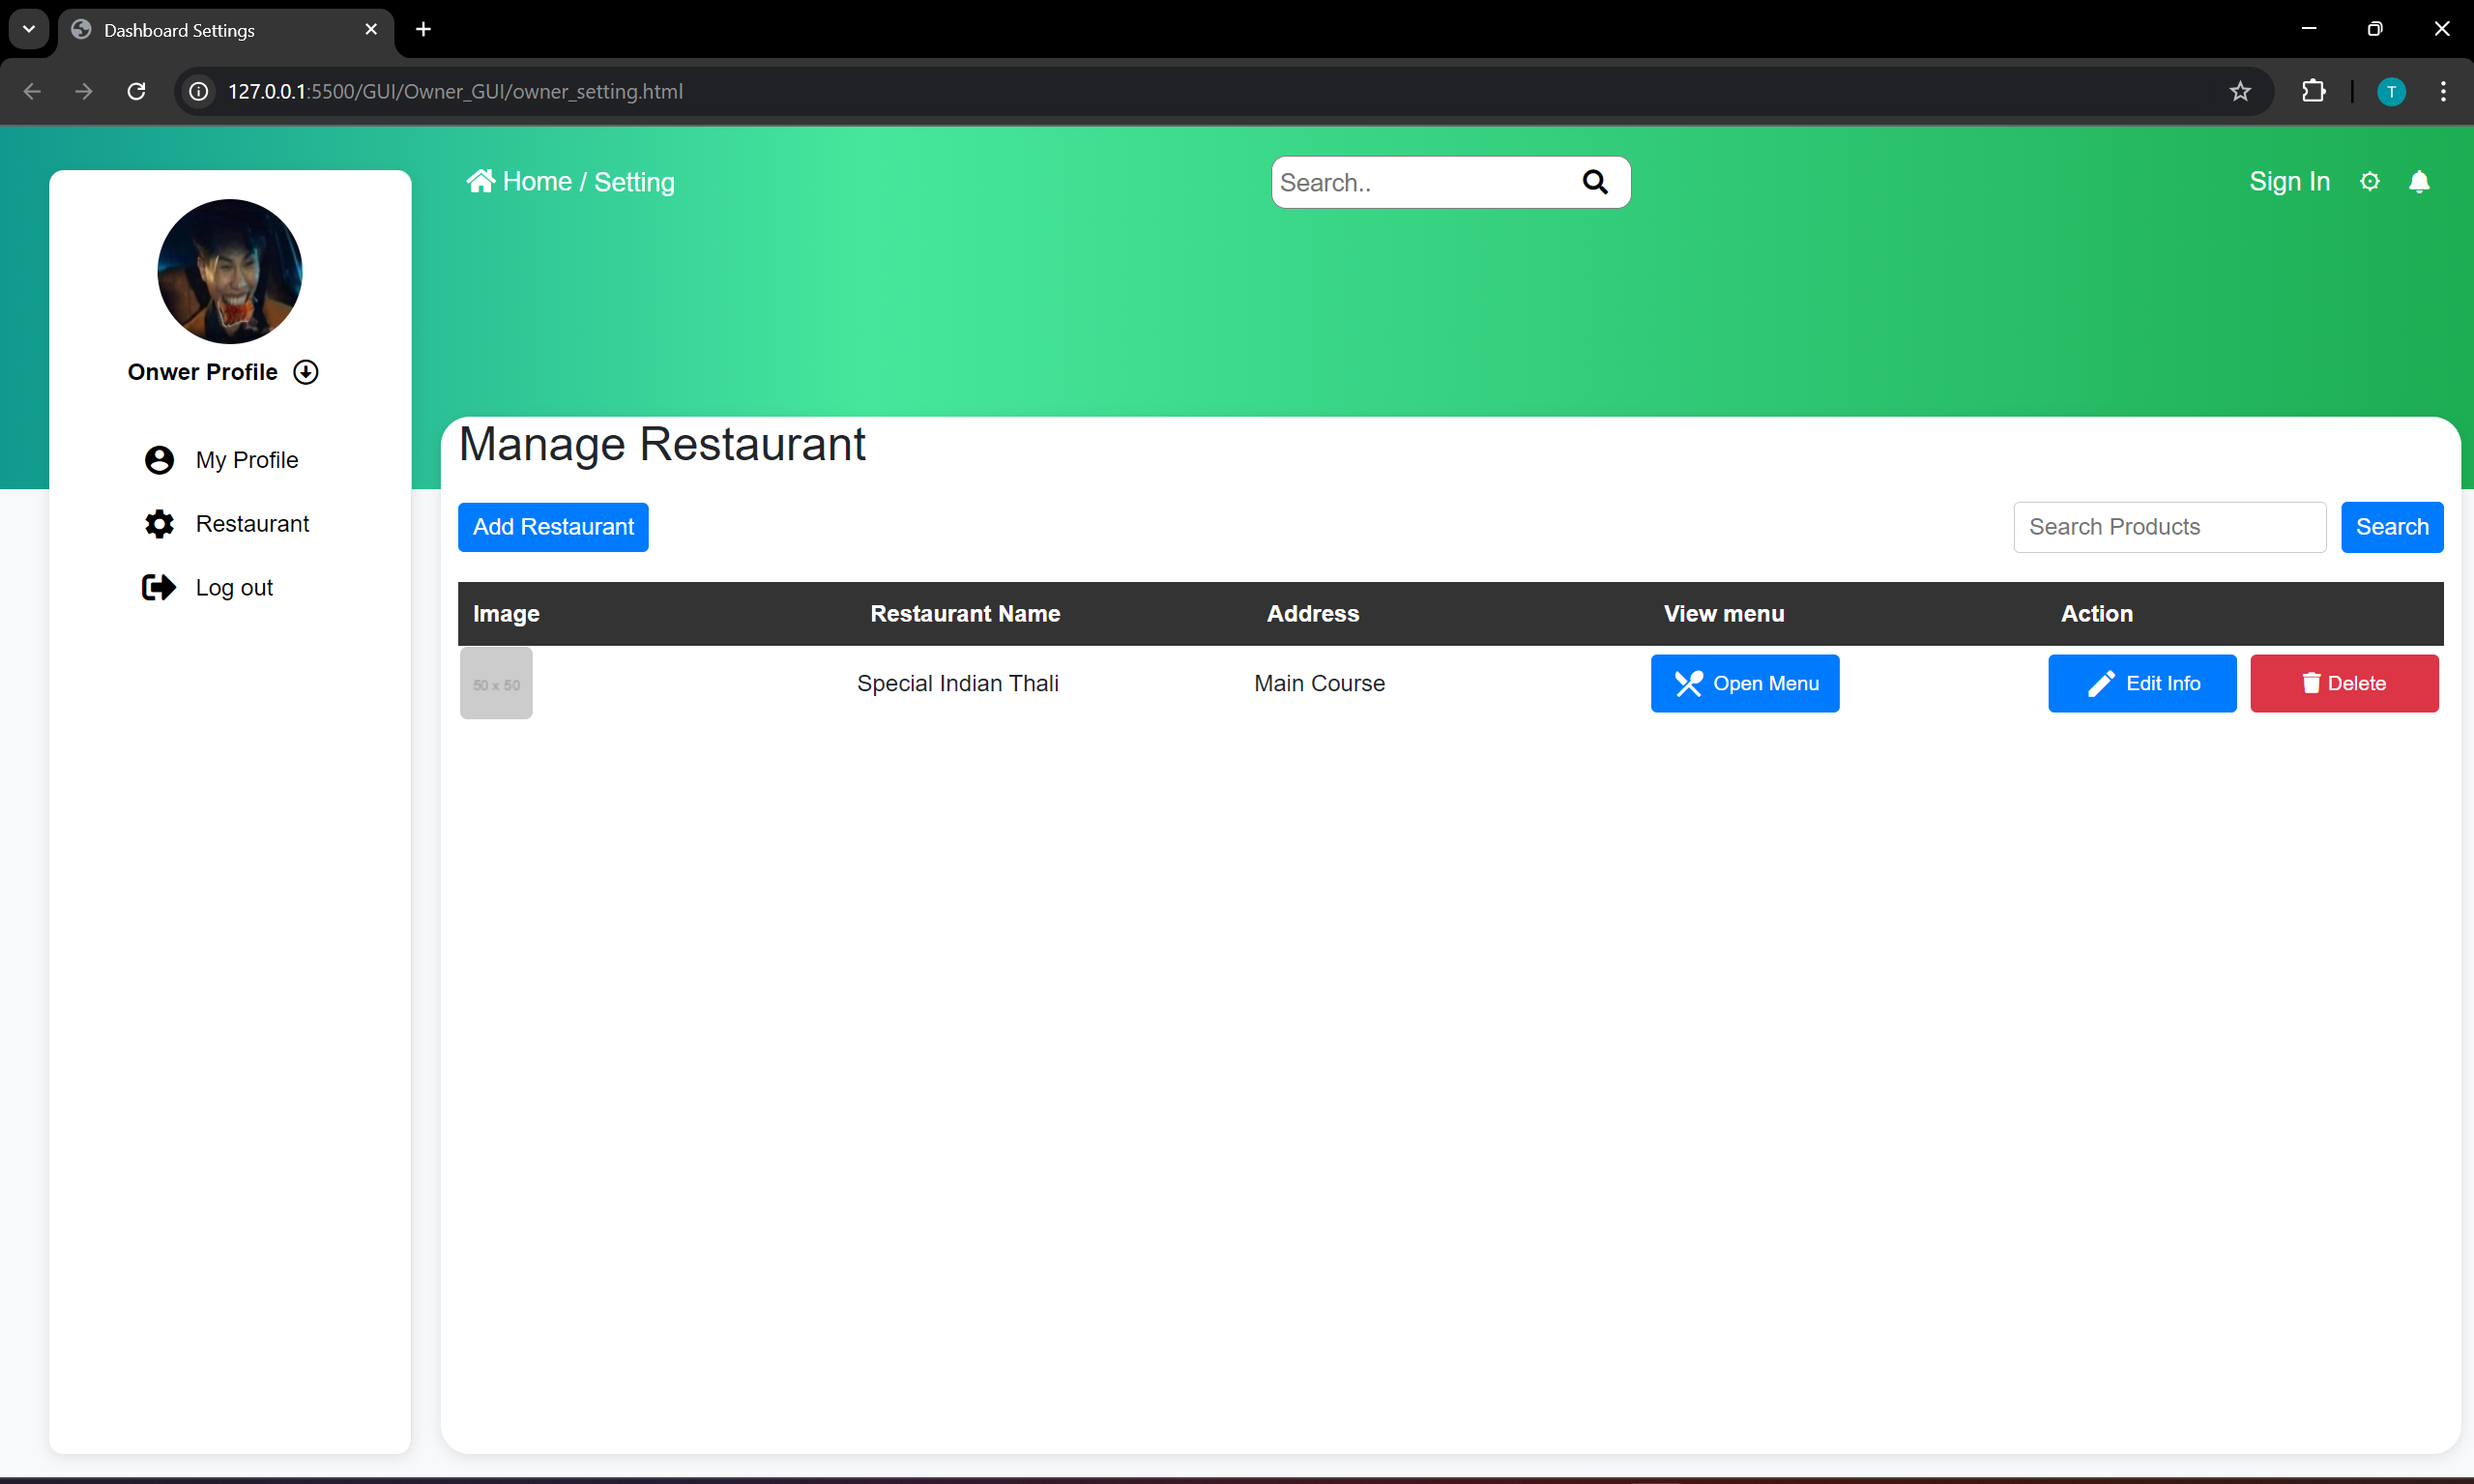 Dashboard Settings
127.0.0.1:5500/GUI/Owner_GUI/owner_setting.html
T
Home / Setting
Search..
Sign In
Onwer Profile
My Profile
Restaurant
Log out
Manage Restaurant
Add Restaurant
Search Products
Search
Image Restaurant Name Address View menu Action
50 x 50 Special Indian Thali Main Course Open Menu Edit Info Delete